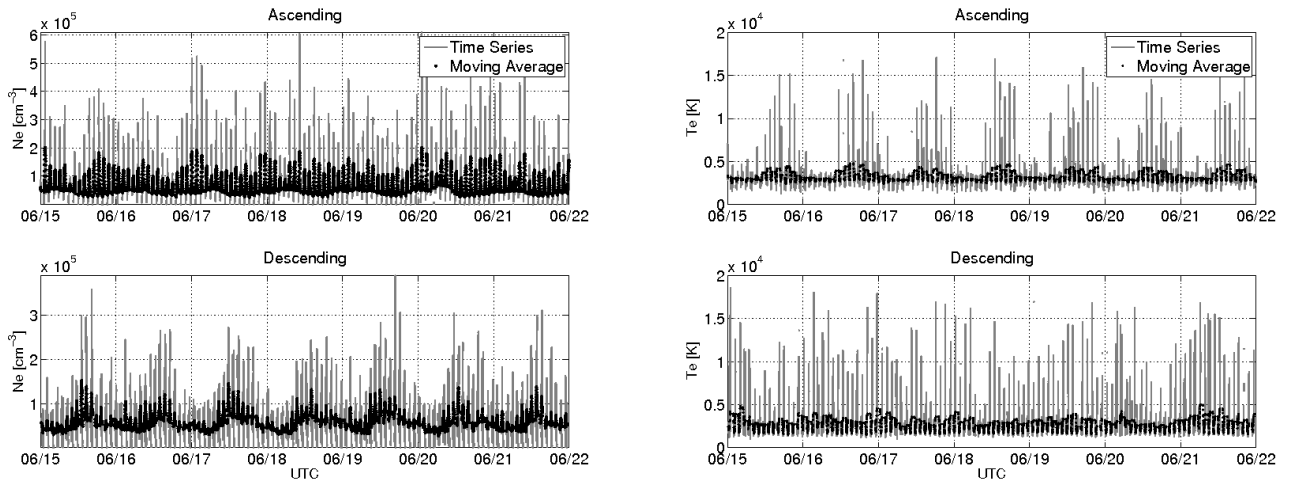 Ascending
x 10^5
6
5
4
3
2
1
Ne [cm^-3]
Time Series
Moving Average
06/15 06/16 06/17 06/18 06/19 06/20 06/21 06/22
Ascending
x 10^4
2
1.5
1
0.5
0
Te [K]
Time Series
Moving Average
06/15 06/16 06/17 06/18 06/19 06/20 06/21 06/22
Descending
x 10^5
3
2
1
Ne [cm^-3]
06/15 06/16 06/17 06/18 06/19 06/20 06/21 06/22
UTC
Descending
x 10^4
2
1.5
1
0.5
0
Te [K]
06/15 06/16 06/17 06/18 06/19 06/20 06/21 06/22
UTC